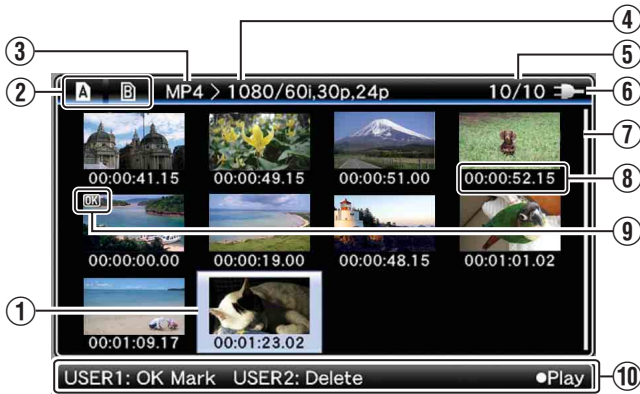 ④
③ ⑤
② A B MP4 > 1080/60i,30p,24p 10/10 ⑥
⑦
00:00:41.15 00:00:49.15 00:00:51.00 00:00:52.15 ⑧
OK ⑨
00:00:00.00 00:00:19.00 00:00:48.15 00:01:01.02
①
00:01:09.17 00:01:23.02
USER1: OK Mark USER2: Delete ●Play ⑩